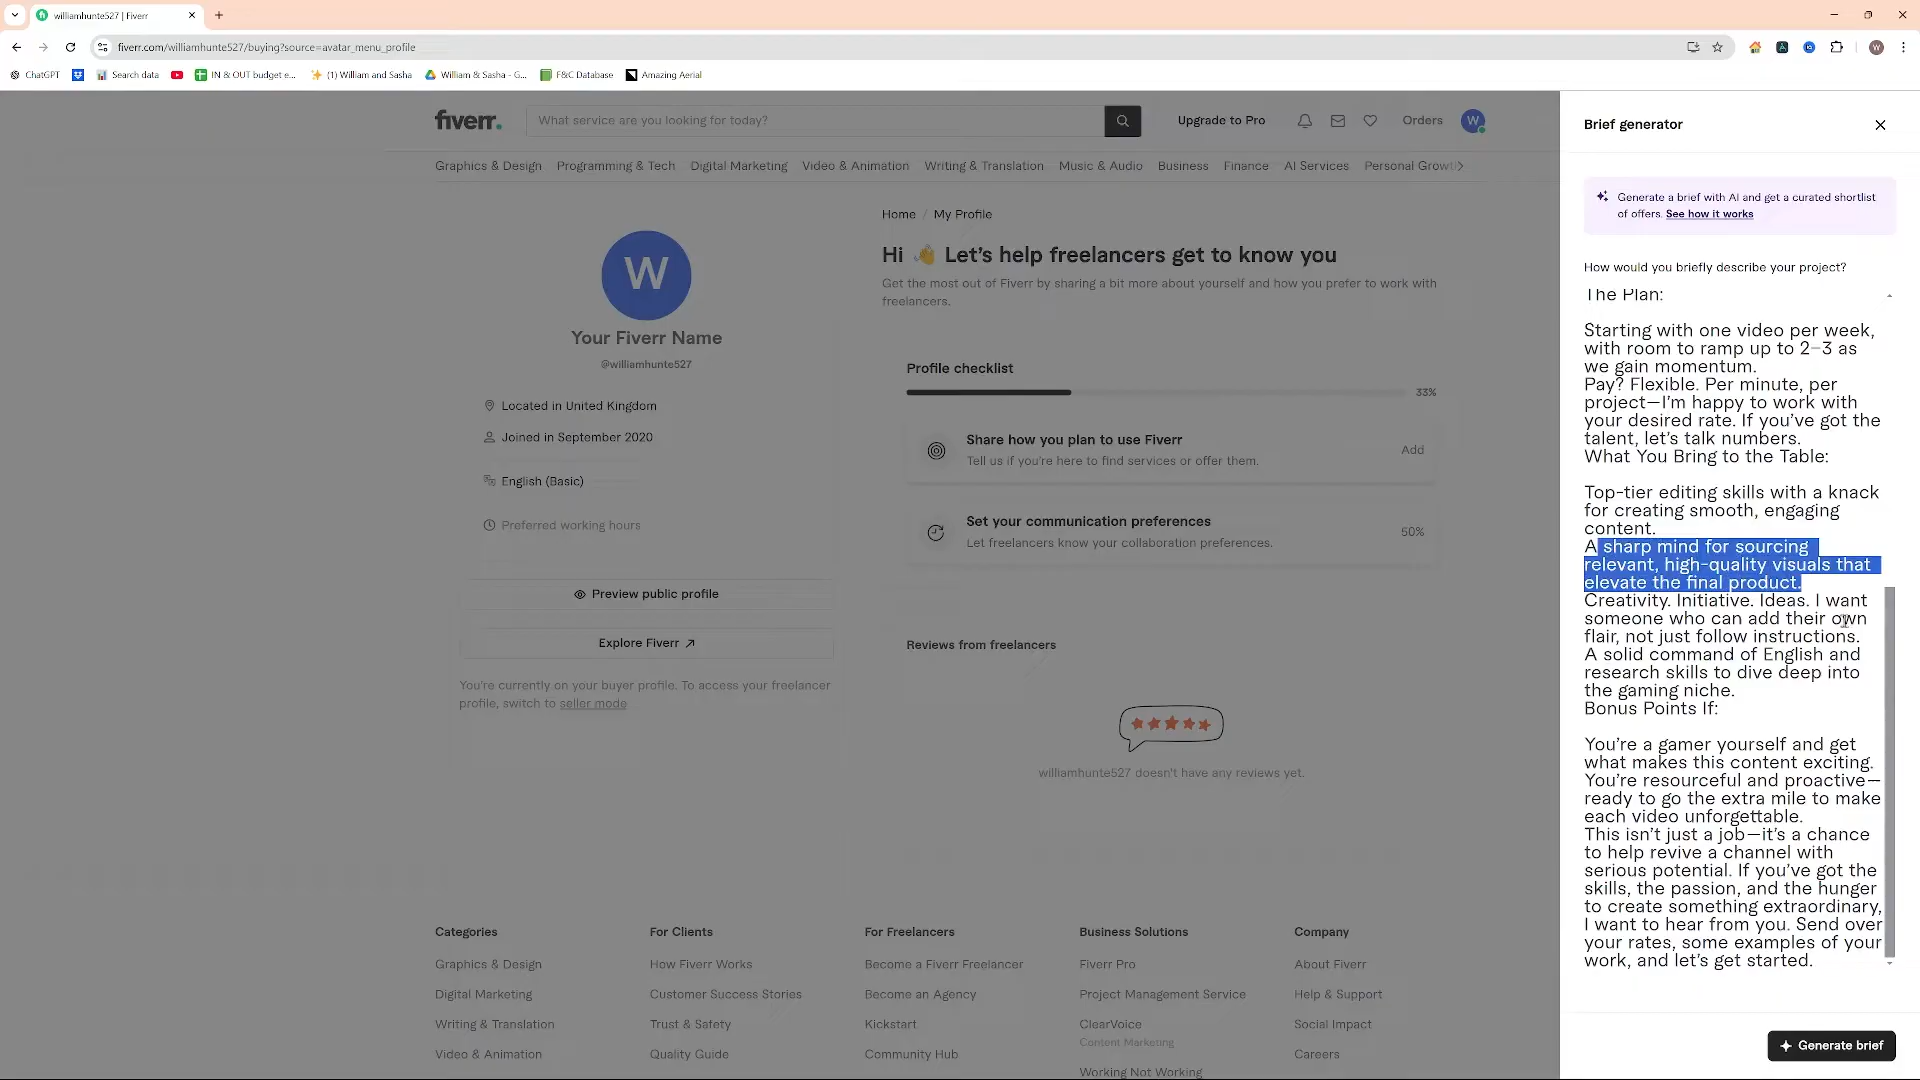 williamhunte527 | Fiverr
fiverr.com/williamhunte527/buying?source=avatar_menu_profile
W
ChatGPT
Search data
IN & OUT budget e...
(1) William and Sasha
William & Sasha - G...
F&C Database
Amazing Aerial
fiverr.
What service are you looking for today?
Upgrade to Pro
Orders
W
Graphics & Design
Programming & Tech
Digital Marketing
Video & Animation
Writing & Translation
Music & Audio
Business
Finance
AI Services
Personal Growth
W
Your Fiverr Name
@williamhunte527
Located in United Kingdom
Joined in September 2020
English (Basic)
Preferred working hours
Preview public profile
Explore Fiverr
You're currently on your buyer profile. To access your freelancer
profile, switch to seller mode
Home / My Profile
Hi 👋 Let's help freelancers get to know you
Get the most out of Fiverr by sharing a bit more about yourself and how you prefer to work with
freelancers.
Profile checklist
33%
Share how you plan to use Fiverr
Tell us if you're here to find services or offer them.
Add
Set your communication preferences
Let freelancers know your collaboration preferences.
50%
Reviews from freelancers
williamhunte527 doesn't have any reviews yet.
Categories
Graphics & Design
Digital Marketing
Writing & Translation
Video & Animation
For Clients
How Fiverr Works
Customer Success Stories
Trust & Safety
Quality Guide
For Freelancers
Become a Fiverr Freelancer
Become an Agency
Kickstart
Community Hub
Business Solutions
Fiverr Pro
Project Management Service
ClearVoice
Content Marketing
Working Not Working
Company
About Fiverr
Help & Support
Social Impact
Careers
Brief generator
Generate a brief with AI and get a curated shortlist
of offers. See how it works
How would you briefly describe your project?
The Plan:
Starting with one video per week,
with room to ramp up to 2–3 as
we gain momentum.
Pay? Flexible. Per minute, per
project—I'm happy to work with
your desired rate. If you've got the
talent, let's talk numbers.
What You Bring to the Table:
Top-tier editing skills with a knack
for creating smooth, engaging
content.
A sharp mind for sourcing
relevant, high-quality visuals that
elevate the final product.
Creativity. Initiative. Ideas. I want
someone who can add their own
flair, not just follow instructions.
A solid command of English and
research skills to dive deep into
the gaming niche.
Bonus Points If:
You're a gamer yourself and get
what makes this content exciting.
You're resourceful and proactive—
ready to go the extra mile to make
each video unforgettable.
This isn't just a job—it's a chance
to help revive a channel with
serious potential. If you've got the
skills, the passion, and the hunger
to create something extraordinary,
I want to hear from you. Send over
your rates, some examples of your
work, and let's get started.
Generate brief